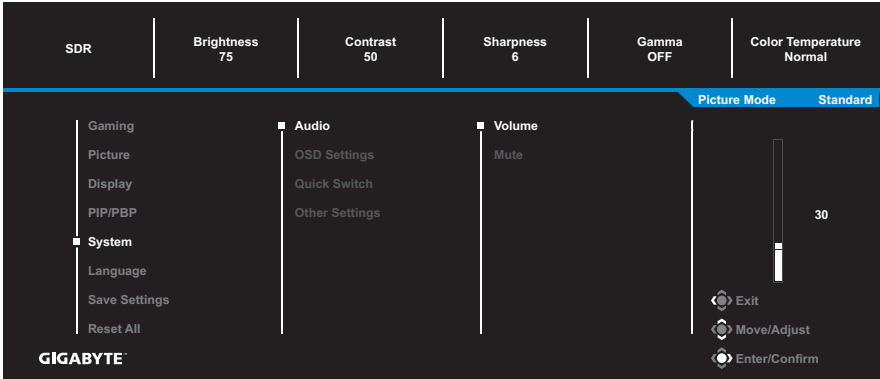 SDR
Brightness
75
Contrast
50
Sharpness
6
Gamma
OFF
Color Temperature
Normal
Picture Mode Standard
Gaming
Picture
Display
PIP/PBP
System
Language
Save Settings
Reset All
Audio
OSD Settings
Quick Switch
Other Settings
Volume
Mute
30
Exit
Move/Adjust
Enter/Confirm
GIGABYTE™